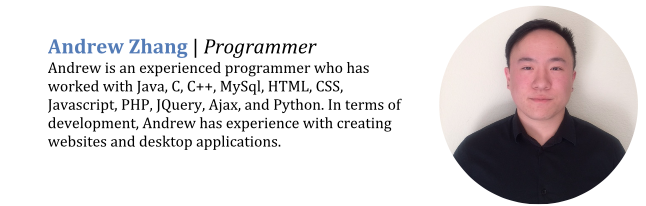 Andrew Zhang | Programmer
Andrew is an experienced programmer who has
worked with Java, C, C++, MySql, HTML, CSS,
Javascript, PHP, JQuery, Ajax, and Python. In terms of
development, Andrew has experience with creating
websites and desktop applications.